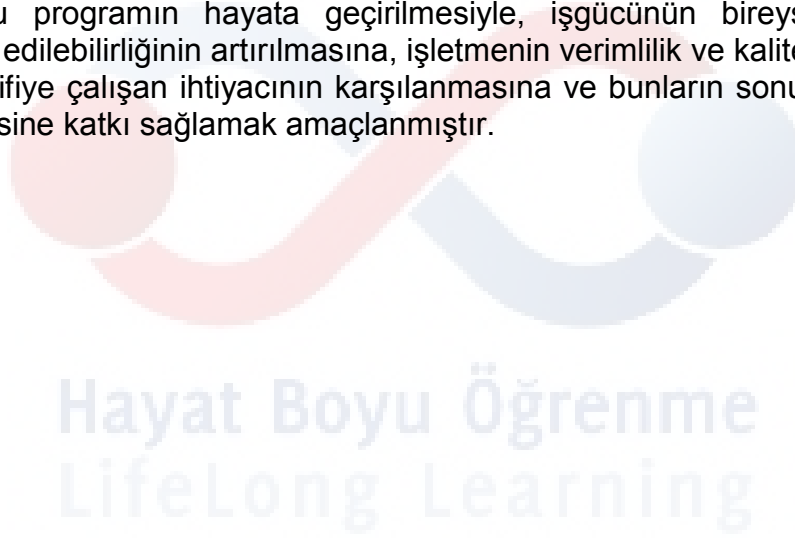 programın hayata geçirilmesiyle, işgücünün bireys
edilebilirliğinin artırılmasına, işletmenin verimlilik ve kalite
ifiye çalışan ihtiyacının karşılanmasına ve bunların sonu
sine katkı sağlamak amaçlanmıştır.
Hayat Boyu Öğrenme
LifeLong Learning